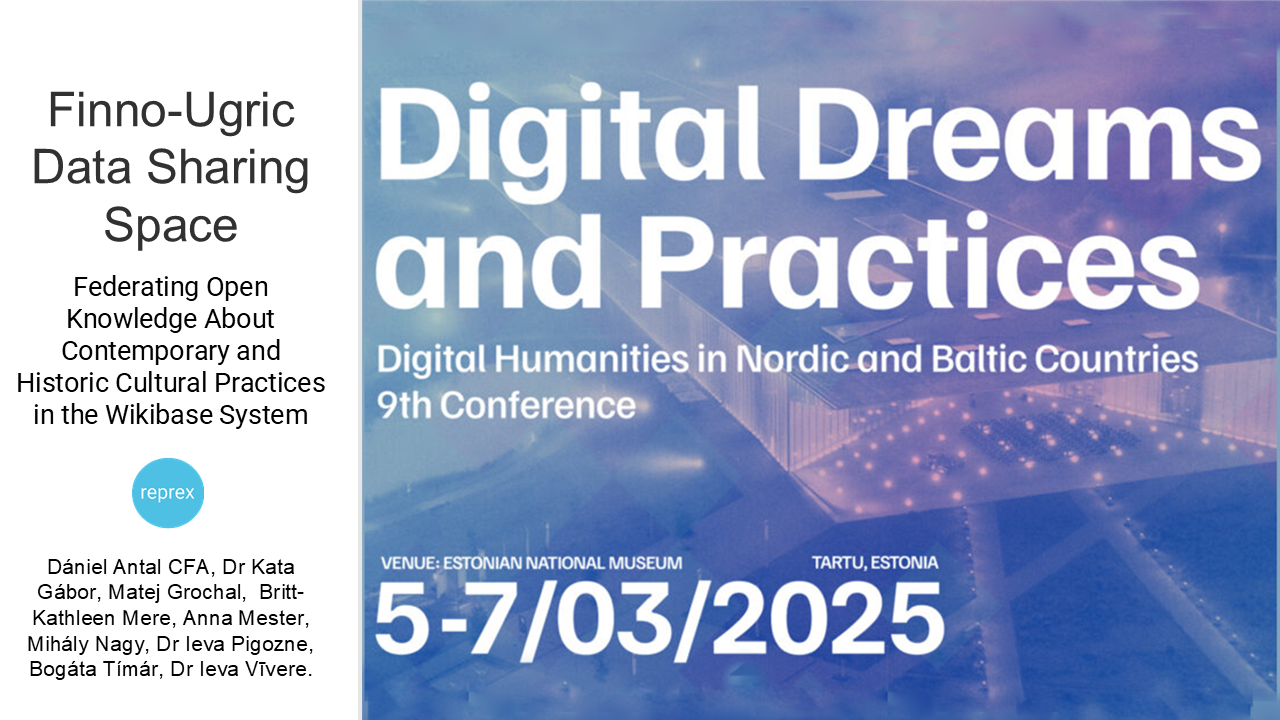 Finno-Ugric
Data Sharing
Space
Federating Open
Knowledge About
Contemporary and
Historic Cultural Practices
in the Wikibase System
reprex
Dániel Antal CFA, Dr Kata
Gábor, Matej Grochal,  Britt-
Kathleen Mere, Anna Mester,
Mihály Nagy, Dr Ieva Pigozne,
Bogáta Tímár, Dr Ieva Vīvere.
Digital Dreams
and Practices
Digital Humanities in Nordic and Baltic Countries
9th Conference
VENUE: ESTONIAN NATIONAL MUSEUM
TARTU, ESTONIA
5-7/03/2025